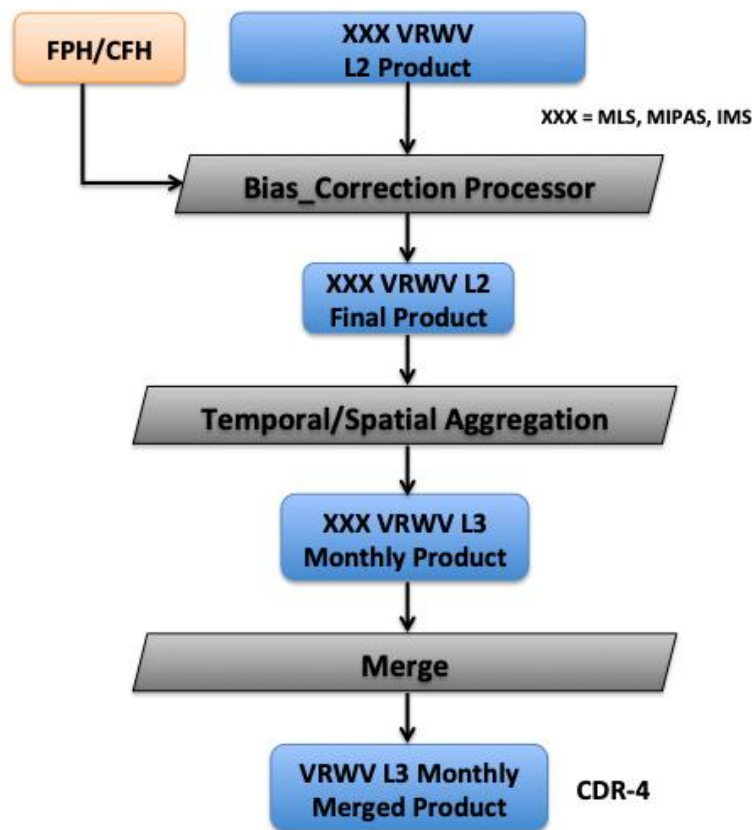 FPH/CFH
XXX VRWV
L2 Product
XXX = MLS, MIPAS, IMS
Bias_Correction Processor
XXX VRWV L2
Final Product
Temporal/Spatial Aggregation
XXX VRWV L3
Monthly Product
Merge
VRWV L3 Monthly
Merged Product
CDR-4